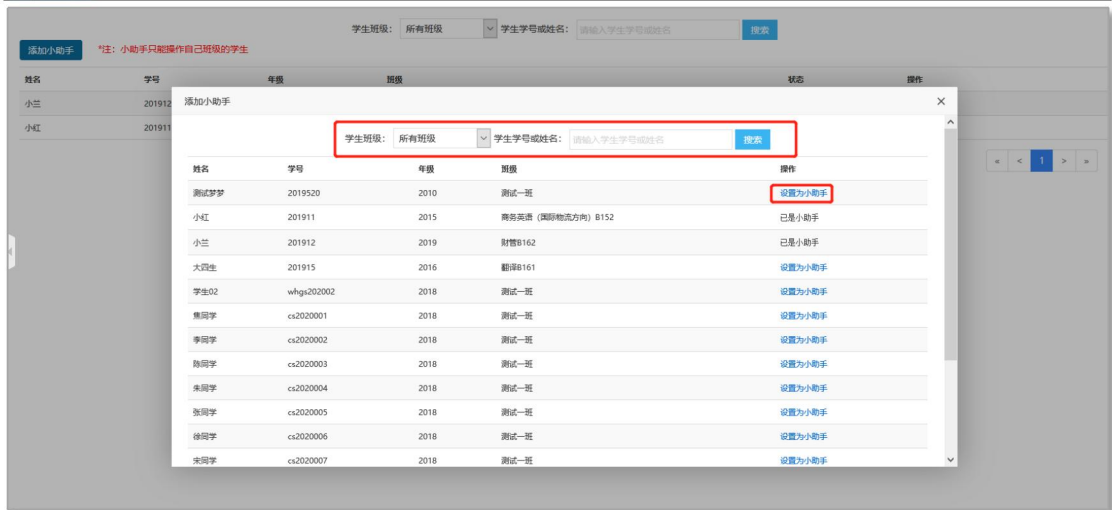 学生班级： 所有班级 学生学号或姓名： 请输入学生学号或姓名 搜索
添加小助手 *注：小助手只能操作自己班级的学生
姓名 学号 年级 班级 状态 操作
小兰 201912
小红 201911
添加小助手 ×
学生班级： 所有班级 学生学号或姓名： 请输入学生学号或姓名 搜索
姓名 学号 年级 班级 操作
测试梦梦 2019520 2010 测试一班 设置为小助手
小红 201911 2015 商务英语（国际物流方向）B152 已是小助手
小兰 201912 2019 财管B162 已是小助手
大四生 201915 2016 翻译B161 设置为小助手
学生02 whgs202002 2018 测试一班 设置为小助手
焦同学 cs2020001 2018 测试一班 设置为小助手
李同学 cs2020002 2018 测试一班 设置为小助手
陈同学 cs2020003 2018 测试一班 设置为小助手
朱同学 cs2020004 2018 测试一班 设置为小助手
张同学 cs2020005 2018 测试一班 设置为小助手
徐同学 cs2020006 2018 测试一班 设置为小助手
宋同学 cs2020007 2018 测试一班 设置为小助手
« < 1 > »